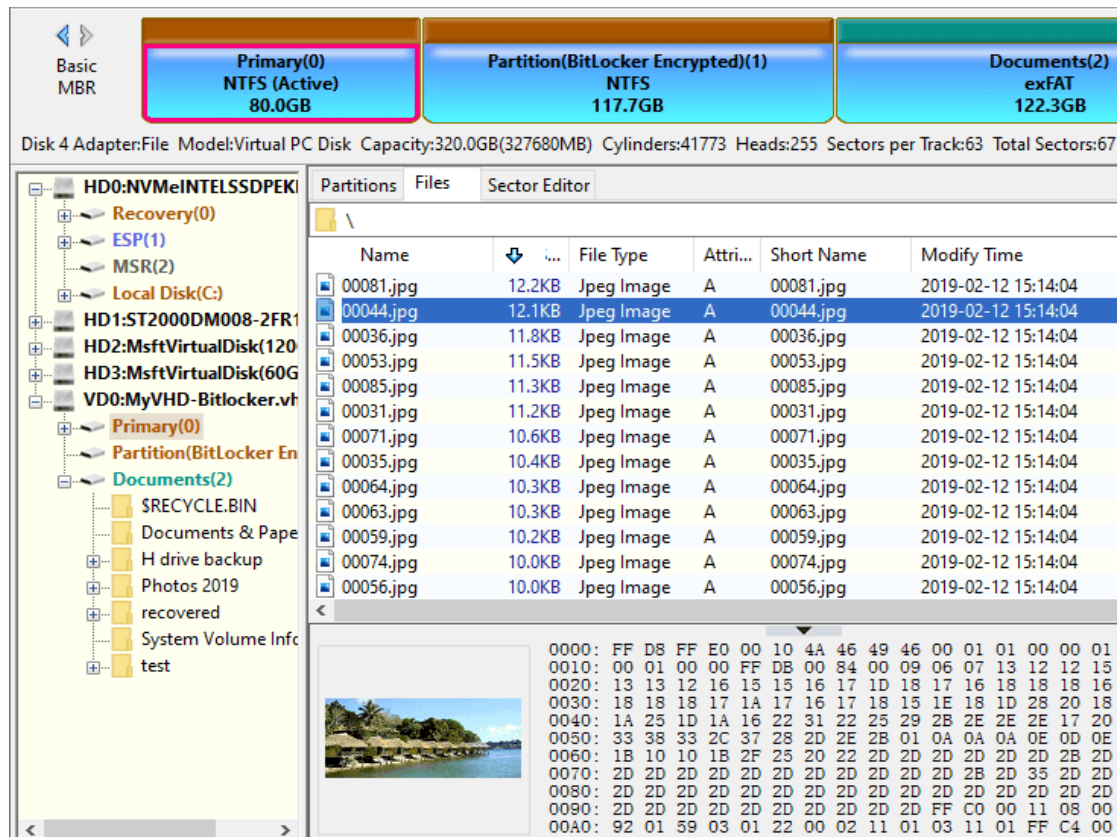 Basic
MBR
Primary(0)
NTFS (Active)
80.0GB
Partition(BitLocker Encrypted)(1)
NTFS
117.7GB
Documents(2)
exFAT
122.3GB
Disk 4 Adapter:File Model:Virtual PC Disk Capacity:320.0GB(327680MB) Cylinders:41773 Heads:255 Sectors per Track:63 Total Sectors:67
HD0:NVMeINTELSSDPEKI
Recovery(0)
ESP(1)
MSR(2)
Local Disk(C:)
HD1:ST2000DM008-2FR1
HD2:MsftVirtualDisk(120
HD3:MsftVirtualDisk(60G
VD0:MyVHD-Bitlocker.vh
Primary(0)
Partition(BitLocker En
Documents(2)
$RECYCLE.BIN
Documents & Pape
H drive backup
Photos 2019
recovered
System Volume Info
test
Partitions Files Sector Editor
\
Name :... File Type Attri... Short Name Modify Time
00081.jpg 12.2KB Jpeg Image A 00081.jpg 2019-02-12 15:14:04
00044.jpg 12.1KB Jpeg Image A 00044.jpg 2019-02-12 15:14:04
00036.jpg 11.8KB Jpeg Image A 00036.jpg 2019-02-12 15:14:04
00053.jpg 11.5KB Jpeg Image A 00053.jpg 2019-02-12 15:14:04
00085.jpg 11.3KB Jpeg Image A 00085.jpg 2019-02-12 15:14:04
00031.jpg 11.2KB Jpeg Image A 00031.jpg 2019-02-12 15:14:04
00071.jpg 10.6KB Jpeg Image A 00071.jpg 2019-02-12 15:14:04
00035.jpg 10.4KB Jpeg Image A 00035.jpg 2019-02-12 15:14:04
00064.jpg 10.3KB Jpeg Image A 00064.jpg 2019-02-12 15:14:04
00063.jpg 10.3KB Jpeg Image A 00063.jpg 2019-02-12 15:14:04
00059.jpg 10.2KB Jpeg Image A 00059.jpg 2019-02-12 15:14:04
00074.jpg 10.0KB Jpeg Image A 00074.jpg 2019-02-12 15:14:04
00056.jpg 10.0KB Jpeg Image A 00056.jpg 2019-02-12 15:14:04
0000: FF D8 FF E0 00 10 4A 46 49 46 00 01 01 00 00 01
0010: 00 01 00 00 FF DB 00 84 00 09 06 07 13 12 12 15
0020: 13 13 12 16 15 15 16 17 1D 18 17 16 18 18 18 16
0030: 18 18 18 17 1A 17 16 17 18 15 1E 18 1D 28 20 18
0040: 1A 25 1D 1A 16 22 31 22 25 29 2B 2E 2E 2E 17 20
0050: 33 38 33 2C 37 28 2D 2E 2B 01 0A 0A 0A 0E 0D 0E
0060: 1B 10 10 1B 2F 25 20 22 2D 2D 2D 2D 2D 2D 2B 2D
0070: 2D 2D 2D 2D 2D 2D 2D 2D 2D 2D 2D 2B 2D 35 2D 2D
0080: 2D 2D 2D 2D 2D 2D 2D 2D 2D 2D 2D 2D 2D 2D 2D 2D
0090: 2D 2D 2D 2D 2D 2D 2D 2D 2D 2D FF C0 00 11 08 00
00A0: 92 01 59 03 01 22 00 02 11 01 03 11 01 FF C4 00